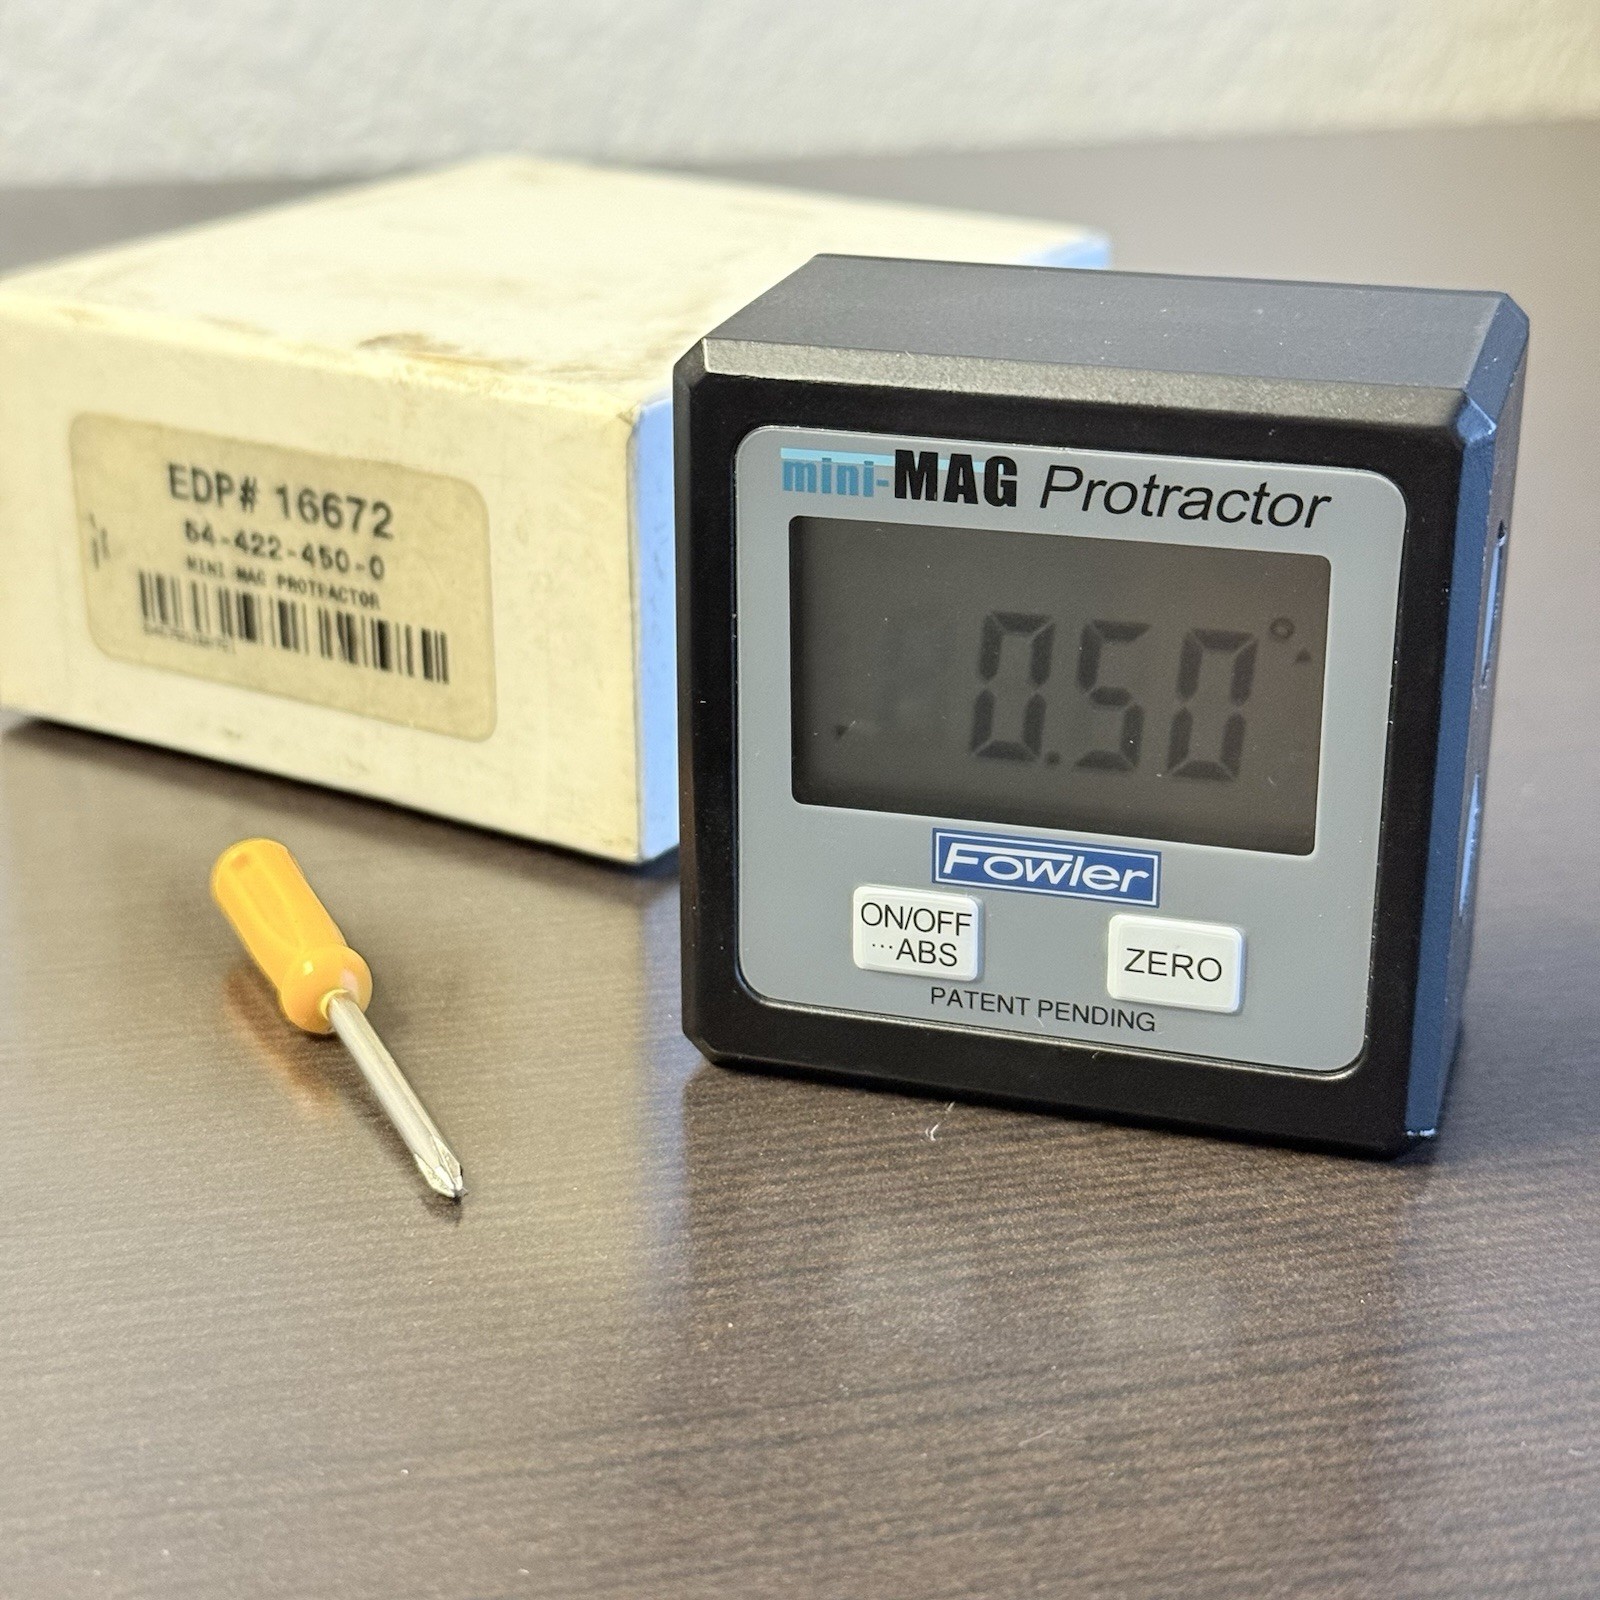 EDP# 16672
54-422-450-0
MINI MAG PROTRACTOR
mini-MAG Protractor
0.50°
Fowler
ON/OFF
···ABS
ZERO
PATENT PENDING